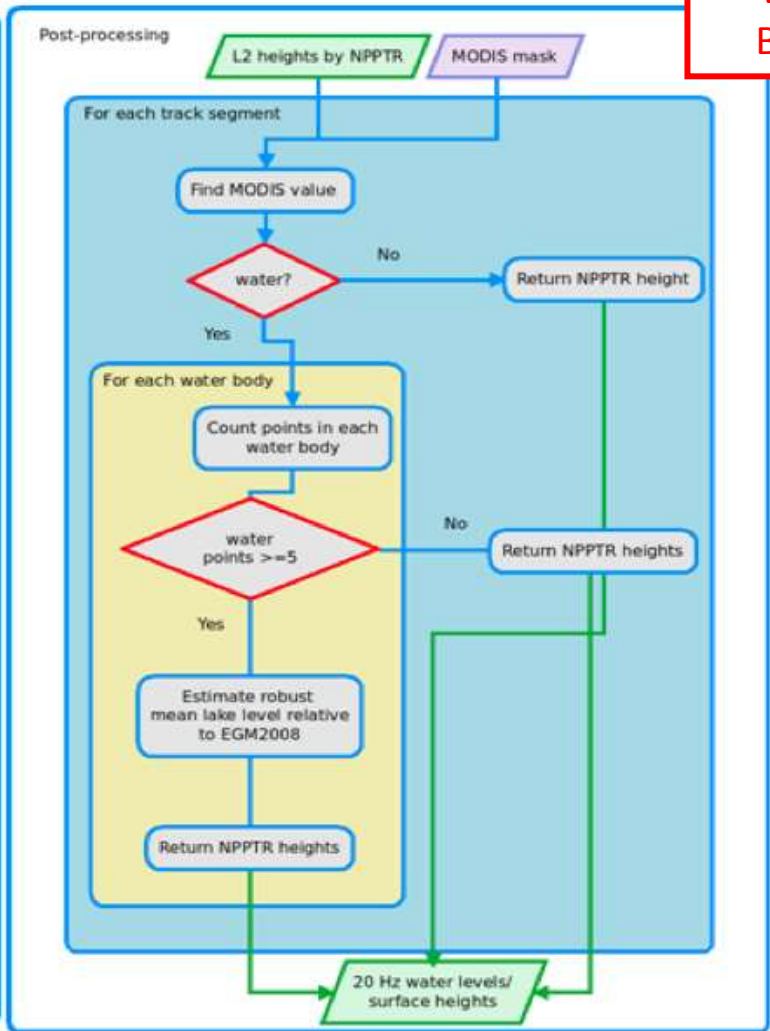 Post-processing
B
L2 heights by NPPTR
MODIS mask
For each track segment
Find MODIS value
No
water?
Return NPPTR height
Yes
For each water body
Count points in each
water body
No
water
points >=5
Return NPPTR heights
Yes
Estimate robust
mean lake level relative
to EGM2008
Return NPPTR heights
20 Hz water levels/
surface heights